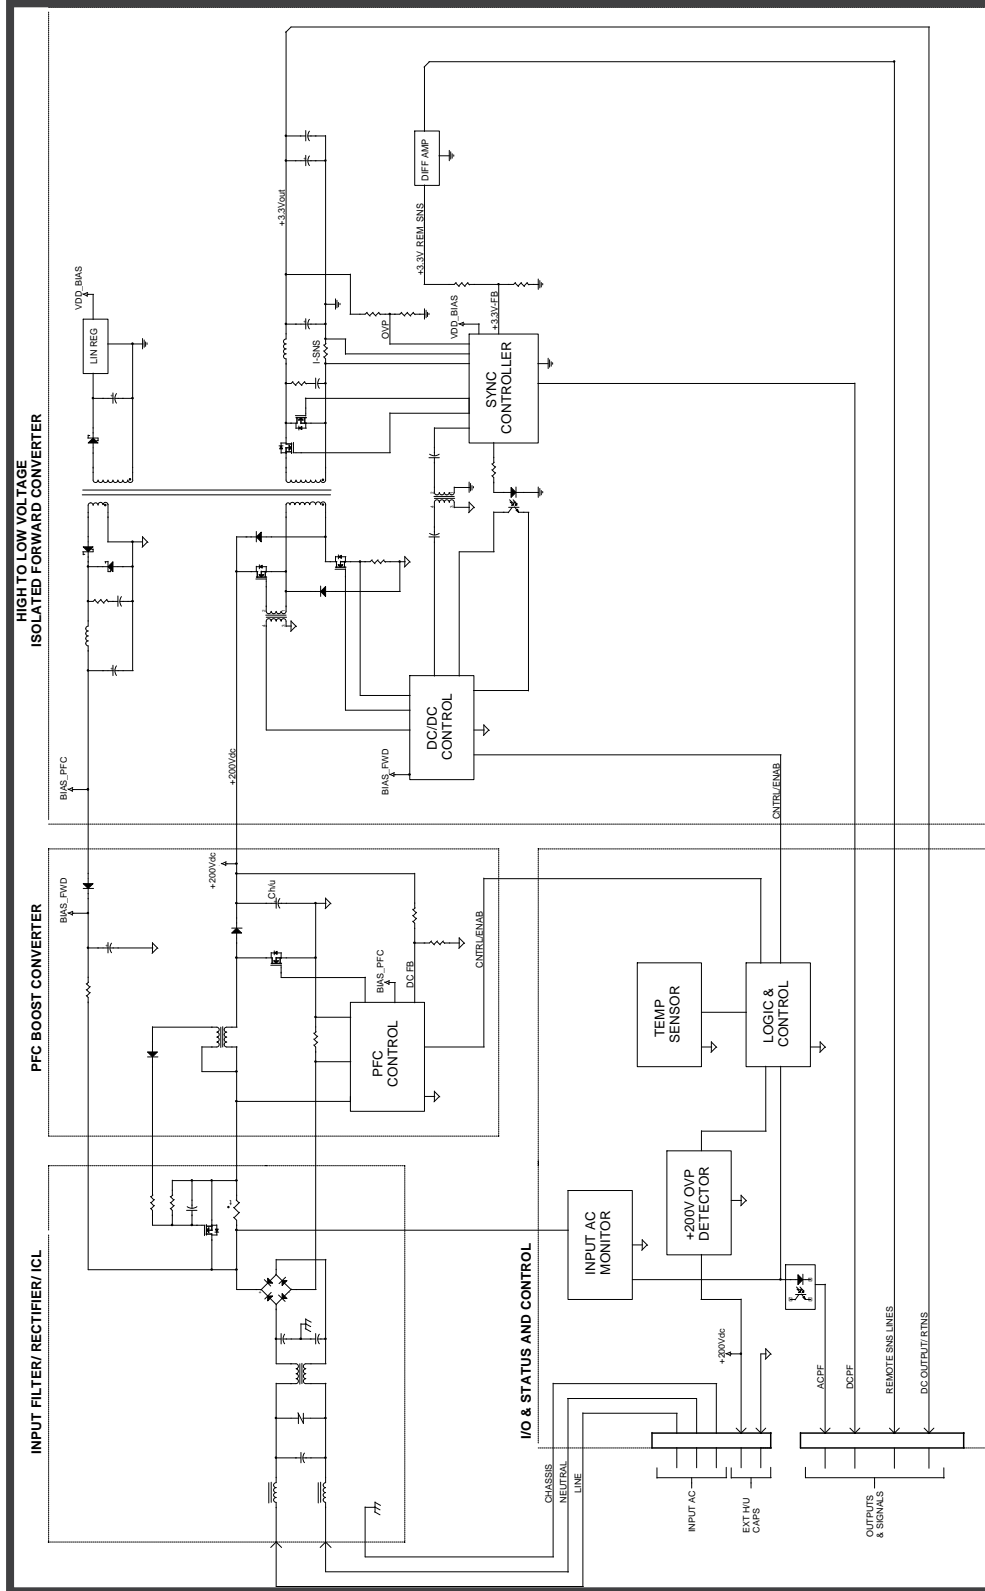 INPUT FILTER/ RECTIFIER/ ICL
PFC BOOST CONVERTER
HIGH TO LOW VOLTAGE
ISOLATED FORWARD CONVERTER
BIAS_FWD
BIAS_PFC
LIN REG
VDD_BIAS
+200Vdc
+200Vdc
Ch/u
PFC
CONTROL
BIAS_PFC
DC FB
CNTRL/ENAB
+3.3Vout
I-SNS
OVP
VDD_BIAS
+3.3V-FB
+3.3V REM SNS
DIFF AMP
SYNC
CONTROLLER
DC/DC
CONTROL
BIAS_FWD
CNTRL/ENAB
I/O & STATUS AND CONTROL
INPUT AC
MONITOR
+200V OVP
DETECTOR
TEMP
SENSOR
LOGIC &
CONTROL
CHASSIS
NEUTRAL
LINE
INPUT AC
EXT H/U
CAPS
+200Vdc
ACPF
DCPF
REMOTE SNS LINES
DC OUTPUT/ RTNS
OUTPUTS
& SIGNALS